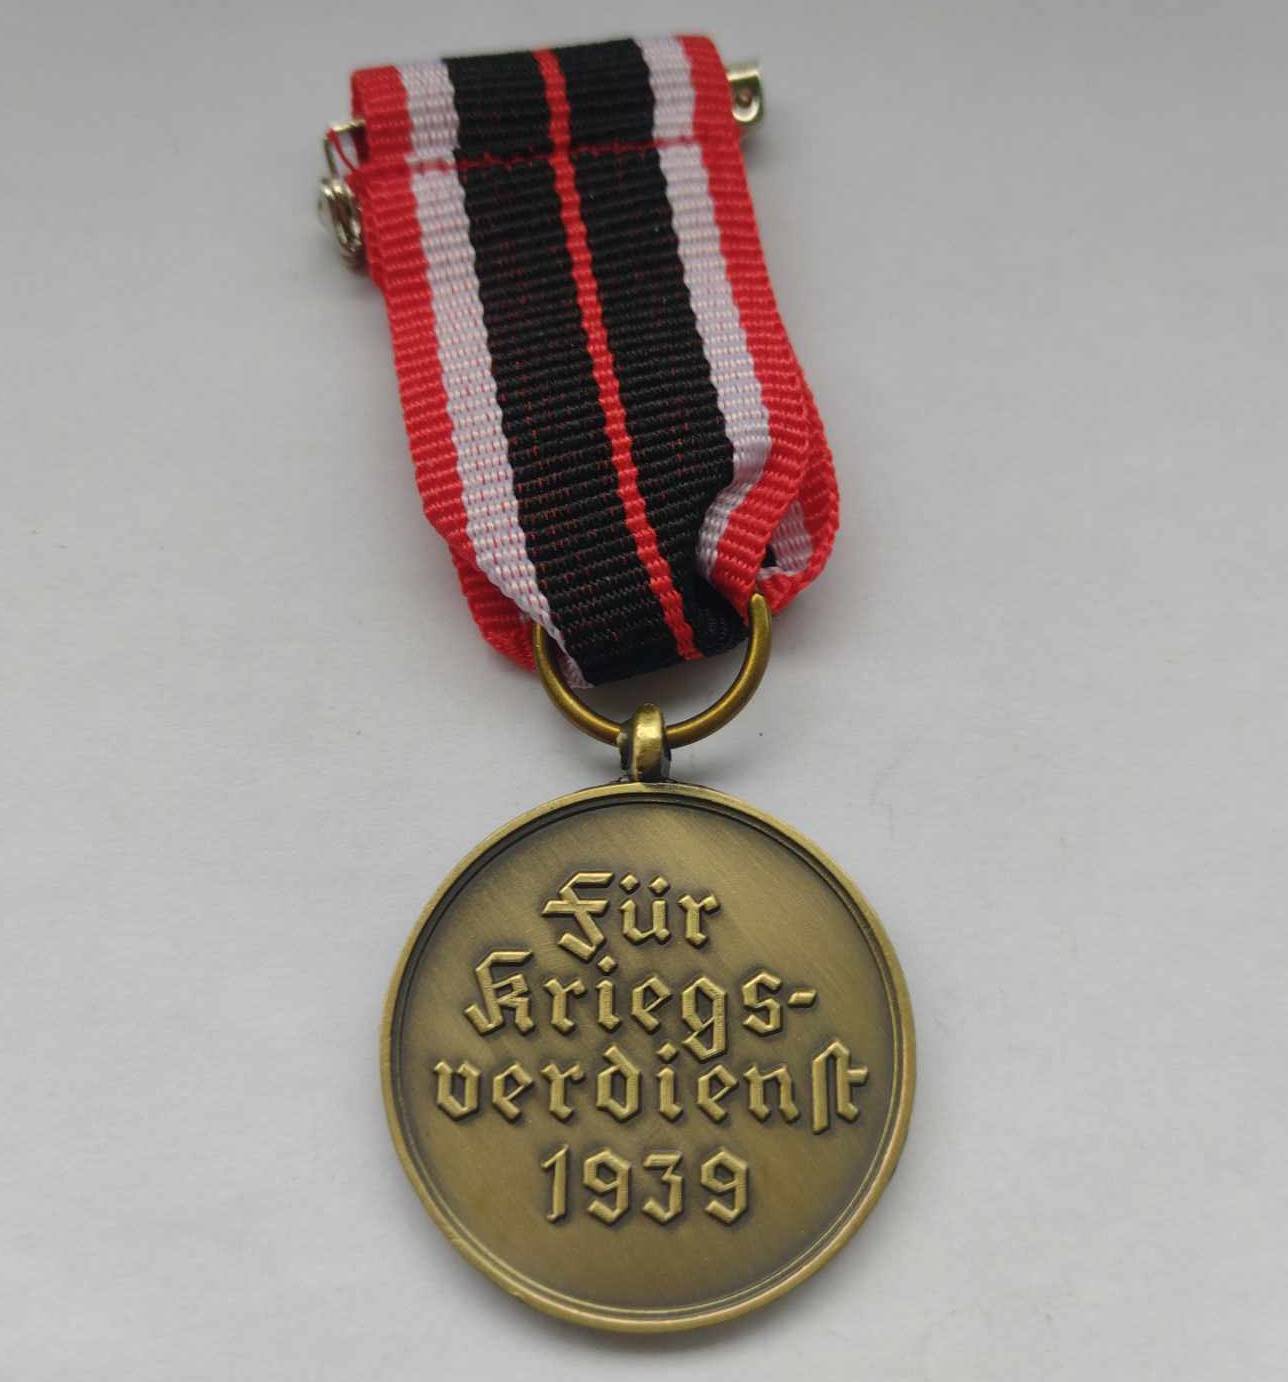 Für
Kriegs-
verdienst
1939